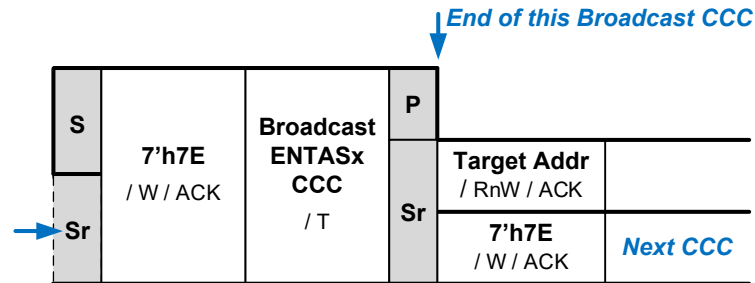 End of this Broadcast CCC
S
Sr
7’h7E
/ W / ACK
Broadcast
ENTASx
CCC
/ T
P
Sr
Target Addr
/ RnW / ACK
7’h7E
/ W / ACK
Next CCC